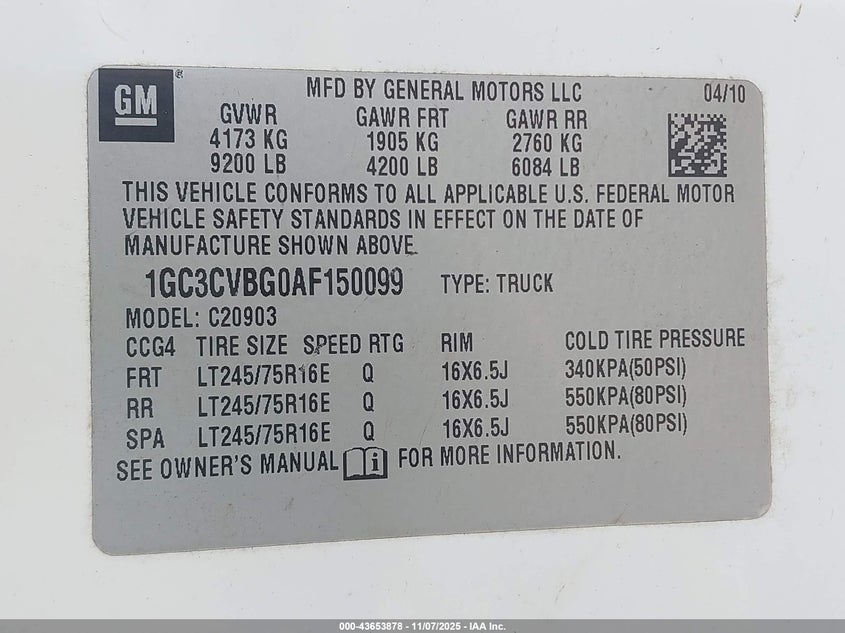 GM ® MFD BY GENERAL MOTORS LLC 04/10
GVWR GAWR FRT GAWR RR
4173 KG 1905 KG 2760 KG
9200 LB 4200 LB 6084 LB
THIS VEHICLE CONFORMS TO ALL APPLICABLE U.S. FEDERAL MOTOR
VEHICLE SAFETY STANDARDS IN EFFECT ON THE DATE OF
MANUFACTURE SHOWN ABOVE.
1GC3CVBG0AF150099 TYPE: TRUCK
MODEL: C20903
CCG4 TIRE SIZE SPEED RTG RIM COLD TIRE PRESSURE
FRT LT245/75R16E Q 16X6.5J 340KPA(50PSI)
RR LT245/75R16E Q 16X6.5J 550KPA(80PSI)
SPA LT245/75R16E Q 16X6.5J 550KPA(80PSI)
SEE OWNER'S MANUAL i FOR MORE INFORMATION.
000-43653878 - 11/07/2025 - IAA Inc.